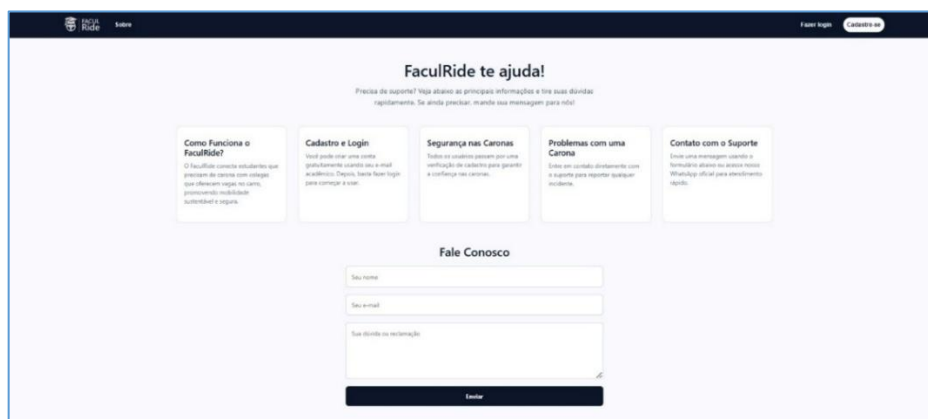 FACUL
Ride
Sobre
Fazer login
Cadastre-se
FaculRide te ajuda!
Precisa de suporte? Veja abaixo as principais informações e tire suas dúvidas
rapidamente. Se ainda precisar, mande sua mensagem para nós!
Como Funciona o
FaculRide?
O FaculRide conecta estudantes que
precisam de carona com colegas
que oferecem vagas no carro,
promovendo mobilidade
sustentável e segura.
Cadastro e Login
Você pode criar uma conta
gratuitamente usando seu e-mail
acadêmico. Depois, basta fazer login
para começar a usar.
Segurança nas Caronas
Todos os usuários passam por uma
verificação de cadastro para garantir
a confiança nas caronas.
Problemas com uma
Carona
Entre em contato diretamente com
o suporte para reportar qualquer
incidente.
Contato com o Suporte
Envie uma mensagem usando o
formulário abaixo ou acesse nosso
WhatsApp oficial para atendimento
rápido.
Fale Conosco
Seu nome
Seu e-mail
Sua dúvida ou reclamação
Enviar